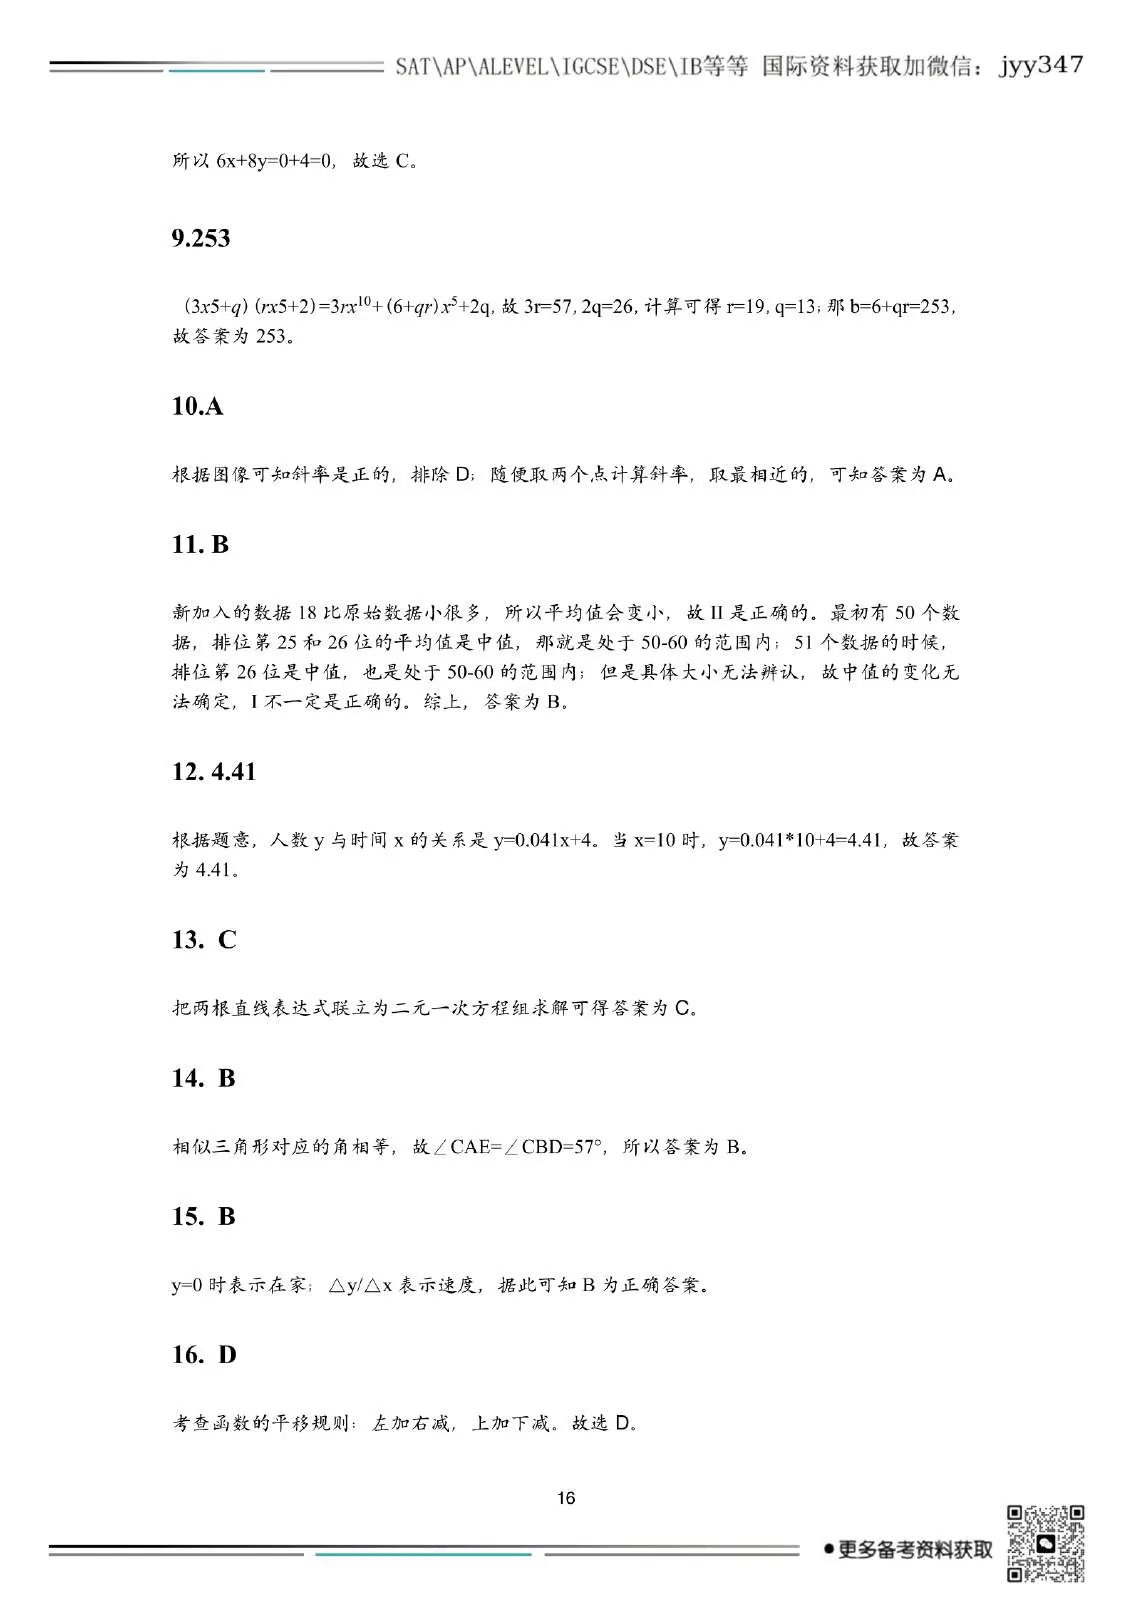 SAT\AP\ALEVEL\IGCSE\DSE\IB等等 国际资料获取加微信： jyy347
所以 6x+8y=0+4=0，故选 C。
9.253
(3x5+q) (rx5+2)=3rx¹⁰+(6+qr)x⁵+2q, 故 3r=57, 2q=26, 计算可得 r=19, q=13; 那 b=6+qr=253,
故答案为 253。
10.A
根据图像可知斜率是正的，排除 D；随便取两个点计算斜率，取最相近的，可知答案为 A。
11. B
新加入的数据 18 比原始数据小很多，所以平均值会变小，故 II 是正确的。最初有 50 个数
据，排位第 25 和 26 位的平均值是中值，那就是处于 50-60 的范围内；51 个数据的时候，
排位第 26 位是中值，也是处于 50-60 的范围内；但是具体大小无法辨认，故中值的变化无
法确定，I 不一定是正确的。综上，答案为 B。
12. 4.41
根据题意，人数 y 与时间 x 的关系是 y=0.041x+4。当 x=10 时，y=0.041*10+4=4.41，故答案
为 4.41。
13. C
把两根直线表达式联立为二元一次方程组求解可得答案为 C。
14. B
相似三角形对应的角相等，故∠CAE=∠CBD=57°，所以答案为 B。
15. B
y=0 时表示在家；△y/△x 表示速度，据此可知 B 为正确答案。
16. D
考查函数的平移规则：左加右减，上加下减。故选 D。
16
●更多备考资料获取